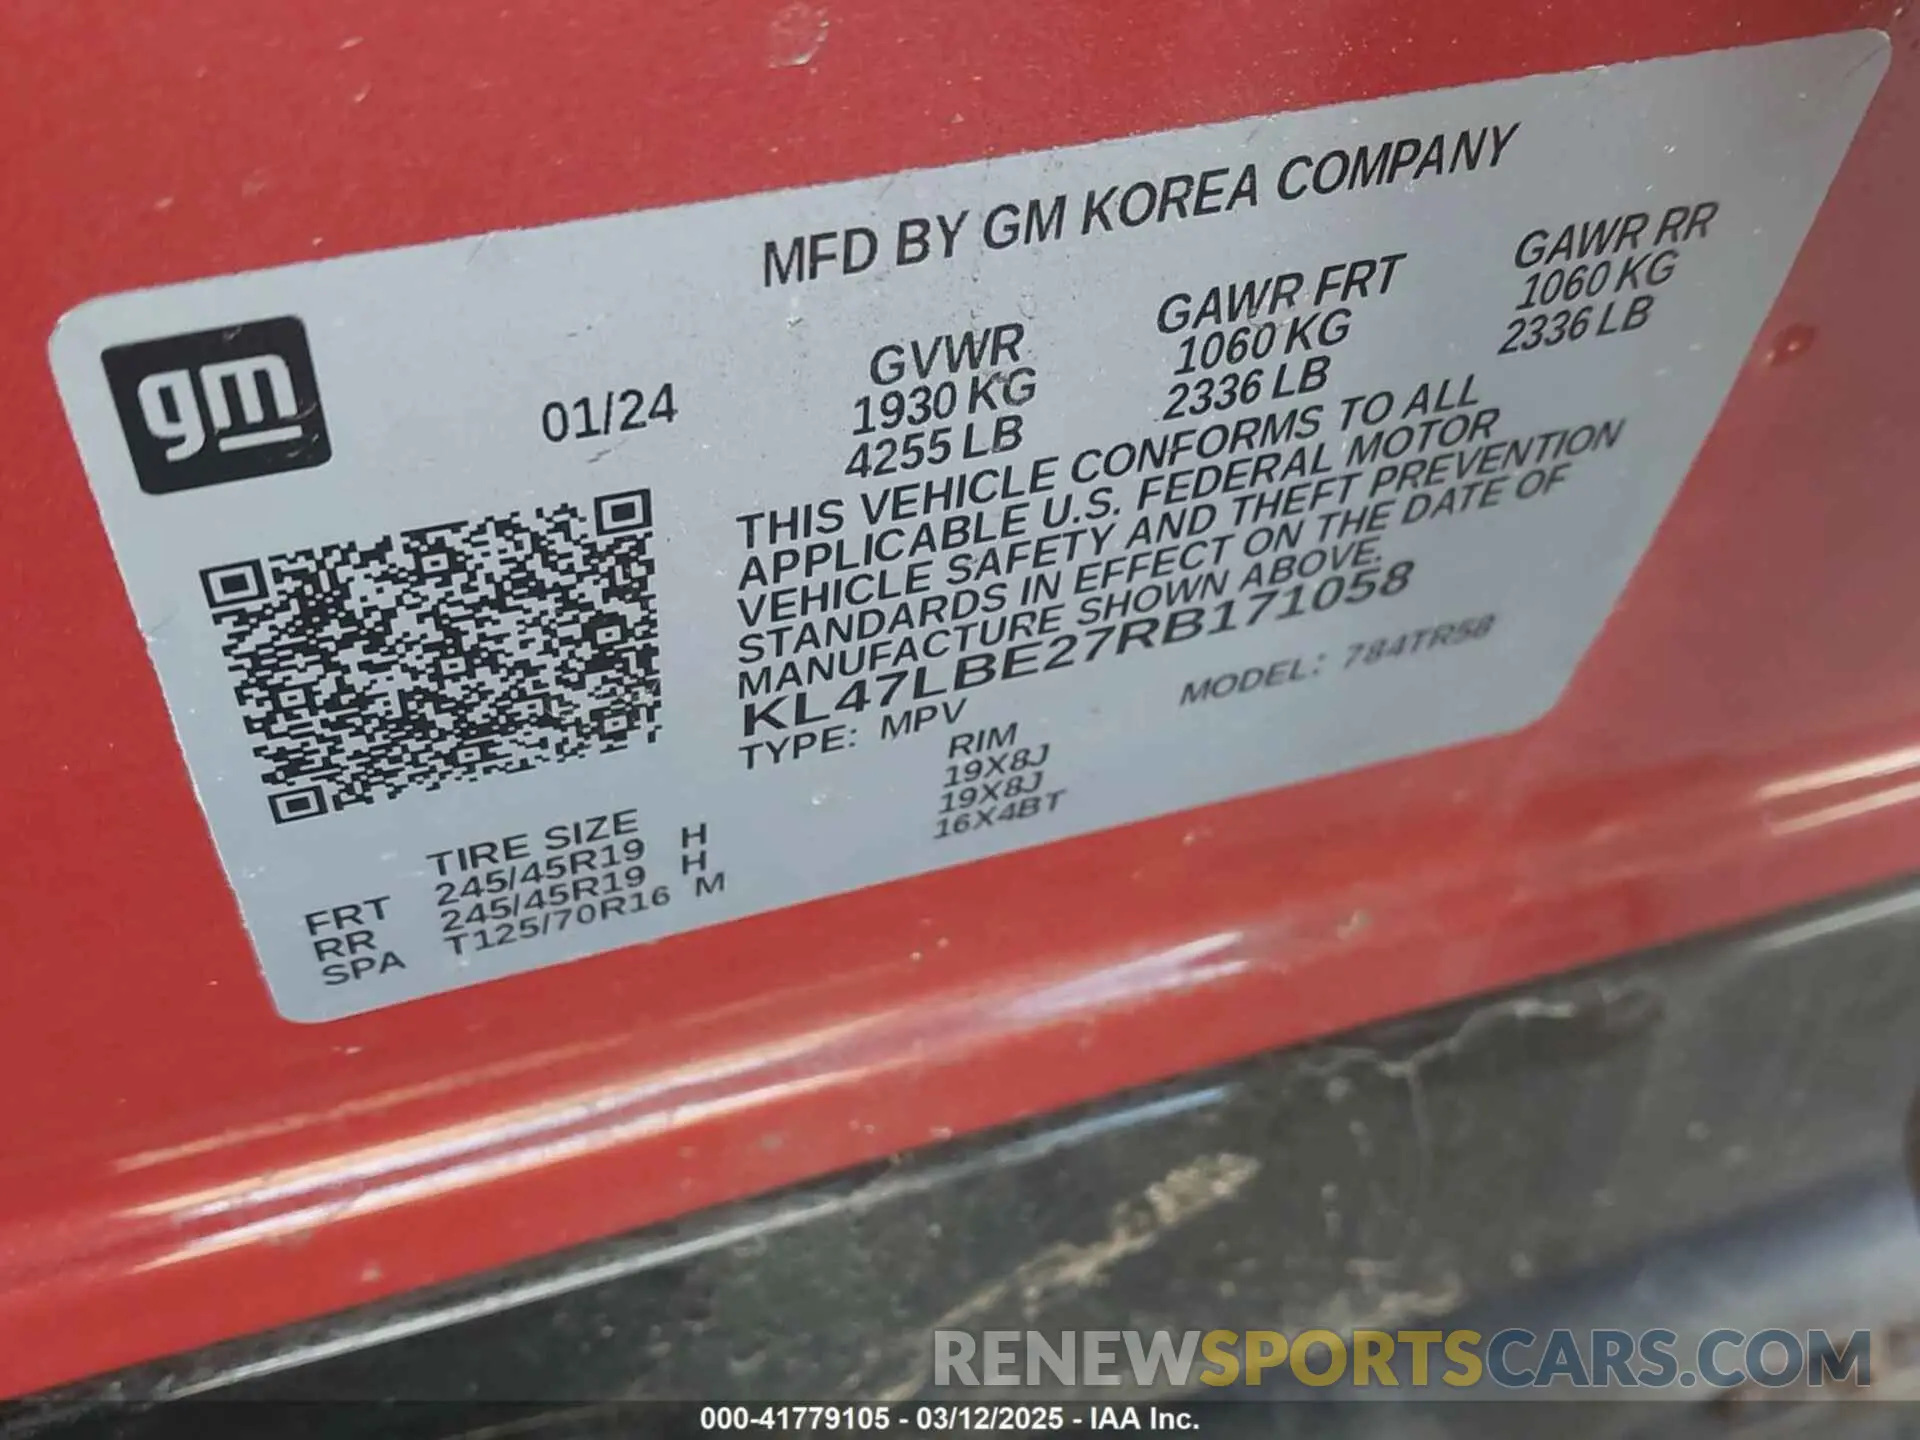 MFD BY GM KOREA COMPANY
gm
01/24
GVWR
1930 KG
4255 LB
GAWR FRT
1060 KG
2336 LB
GAWR RR
1060 KG
2336 LB
THIS VEHICLE CONFORMS TO ALL
APPLICABLE U.S. FEDERAL MOTOR
VEHICLE SAFETY AND THEFT PREVENTION
STANDARDS IN EFFECT ON THE DATE OF
MANUFACTURE SHOWN ABOVE.
KL47LBE27RB171058
TYPE: MPV
MODEL: 784TR58
TIRE SIZE RIM
FRT 245/45R19 H 19X8J
RR 245/45R19 H 19X8J
SPA T125/70R16 M 16X4BT
RENEWSPORTSCARS.COM
000-41779105 - 03/12/2025 - IAA Inc.